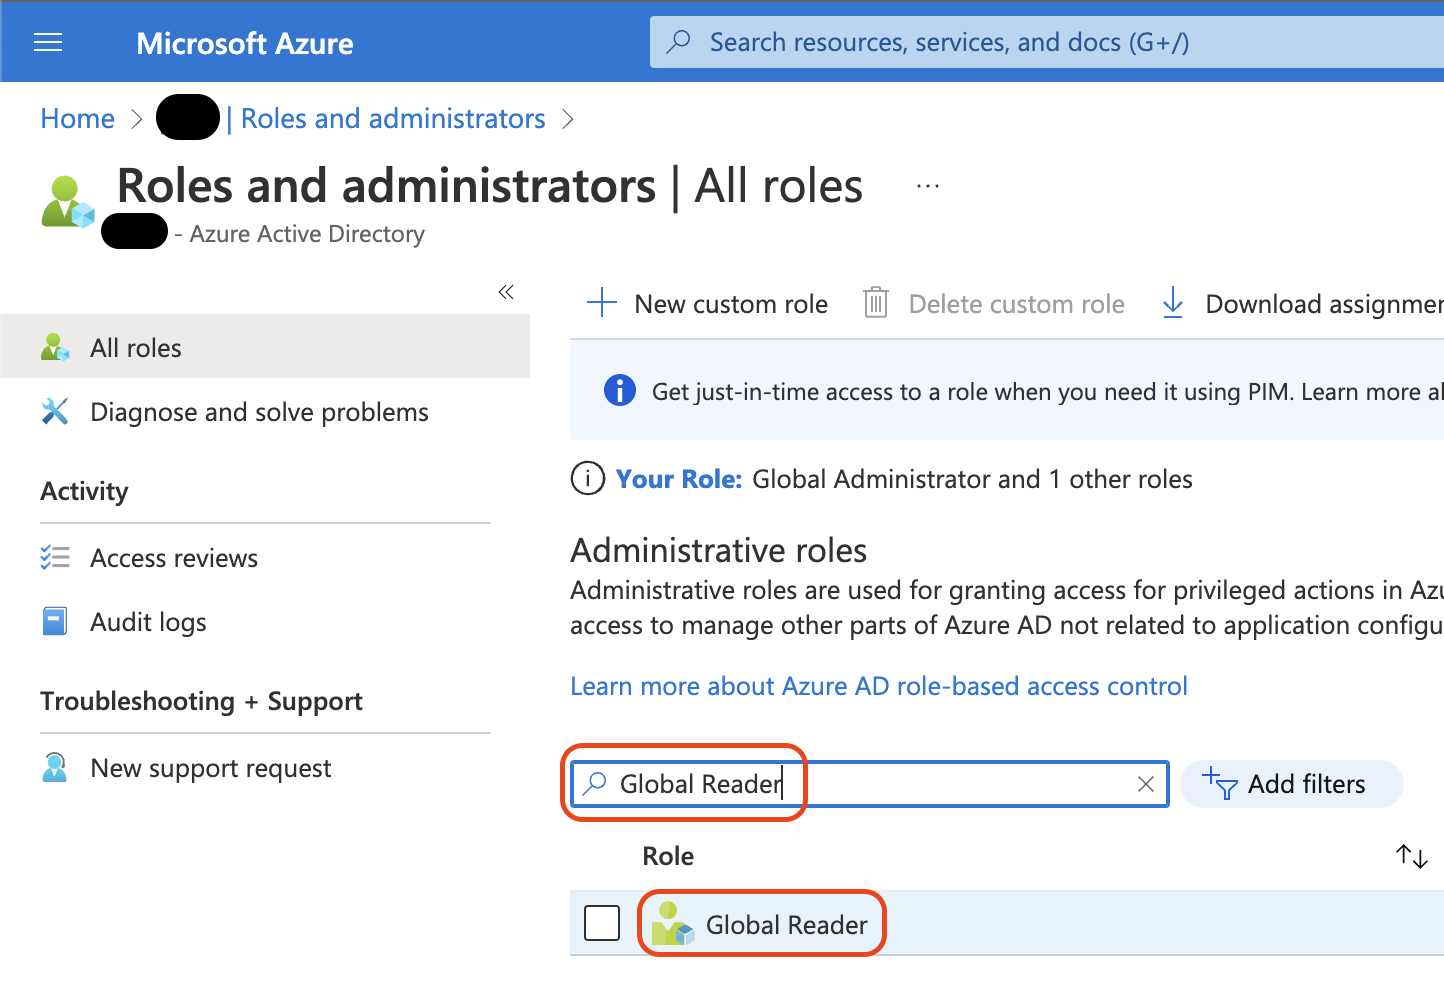 Microsoft Azure
Search resources, services, and docs (G+/)
Home > | Roles and administrators >
Roles and administrators | All roles ...
- Azure Active Directory
«
All roles
Diagnose and solve problems
Activity
Access reviews
Audit logs
Troubleshooting + Support
New support request
New custom role Delete custom role Download assignmen
Get just-in-time access to a role when you need it using PIM. Learn more a
Your Role: Global Administrator and 1 other roles
Administrative roles
Administrative roles are used for granting access for privileged actions in Azu
access to manage other parts of Azure AD not related to application configu
Learn more about Azure AD role-based access control
Global Reader Add filters
Role
Global Reader